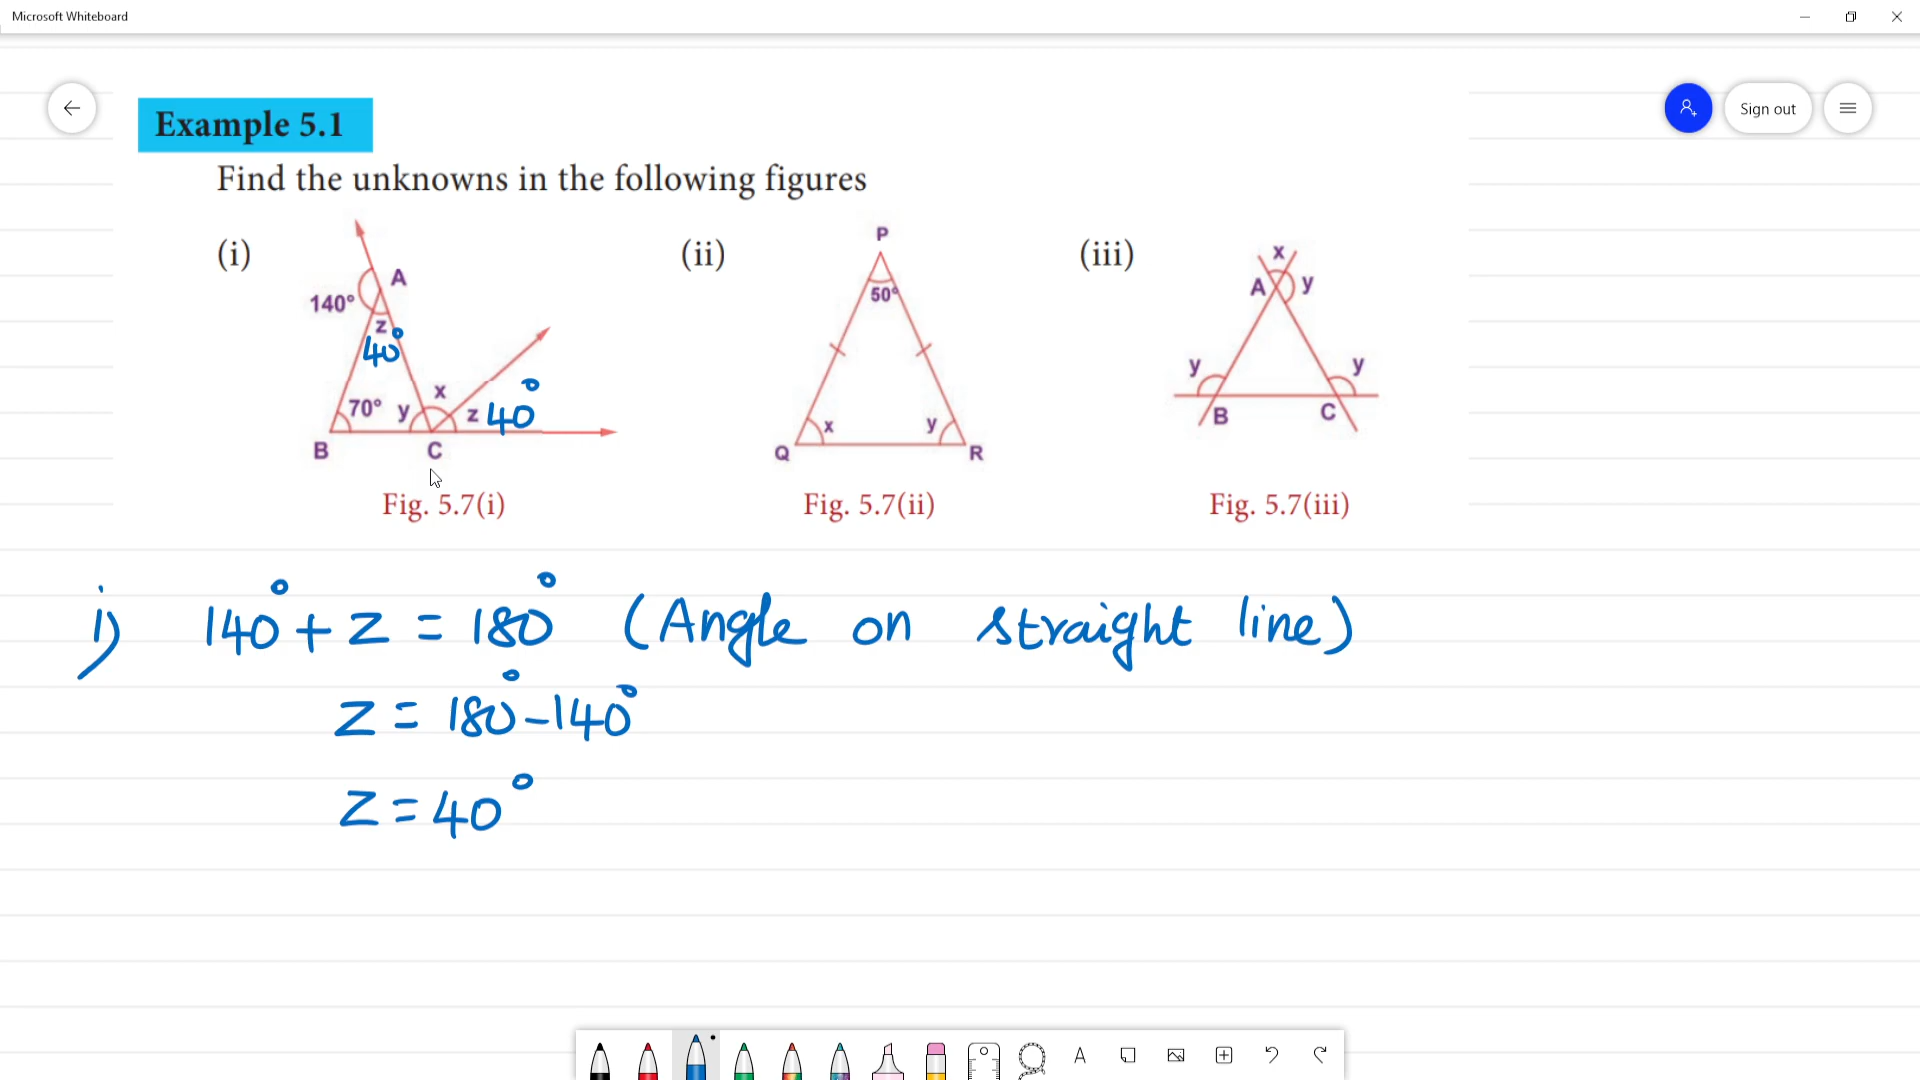 Microsoft Whiteboard
Sign out
Example 5.1
Find the unknowns in the following figures
(i)
A
140°
z
40°
x
70° y
z 40°
B
C
Fig. 5.7(i)
(ii)
P
50°
x
y
Q
R
Fig. 5.7(ii)
(iii)
x
A
y
y
y
B
C
Fig. 5.7(iii)
i) 140° + z = 180° (Angle on straight line)
z = 180° - 140°
z = 40°
A